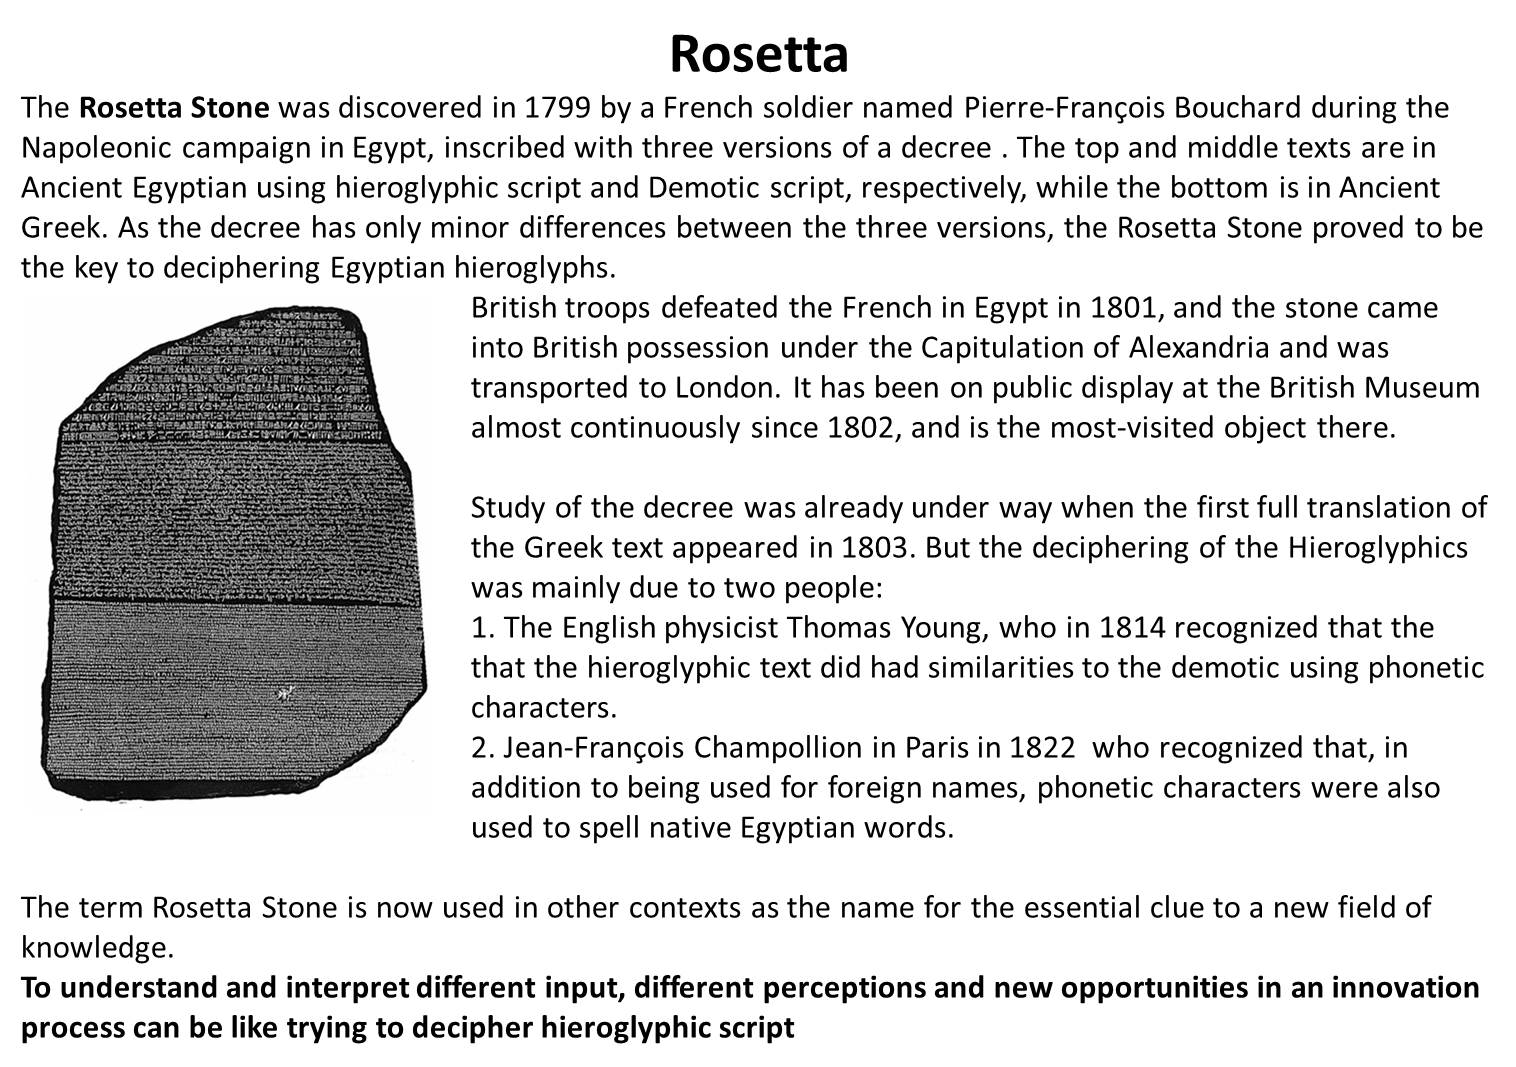 Rosetta
The Rosetta Stone was discovered in 1799 by a French soldier named Pierre-François Bouchard during the
Napoleonic campaign in Egypt, inscribed with three versions of a decree . The top and middle texts are in
Ancient Egyptian using hieroglyphic script and Demotic script, respectively, while the bottom is in Ancient
Greek. As the decree has only minor differences between the three versions, the Rosetta Stone proved to be
the key to deciphering Egyptian hieroglyphs.
British troops defeated the French in Egypt in 1801, and the stone came
into British possession under the Capitulation of Alexandria and was
transported to London. It has been on public display at the British Museum
almost continuously since 1802, and is the most-visited object there.
Study of the decree was already under way when the first full translation of
the Greek text appeared in 1803. But the deciphering of the Hieroglyphics
was mainly due to two people:
1. The English physicist Thomas Young, who in 1814 recognized that the
that the hieroglyphic text did had similarities to the demotic using phonetic
characters.
2. Jean-François Champollion in Paris in 1822  who recognized that, in
addition to being used for foreign names, phonetic characters were also
used to spell native Egyptian words.
The term Rosetta Stone is now used in other contexts as the name for the essential clue to a new field of
knowledge.
To understand and interpret different input, different perceptions and new opportunities in an innovation
process can be like trying to decipher hieroglyphic script